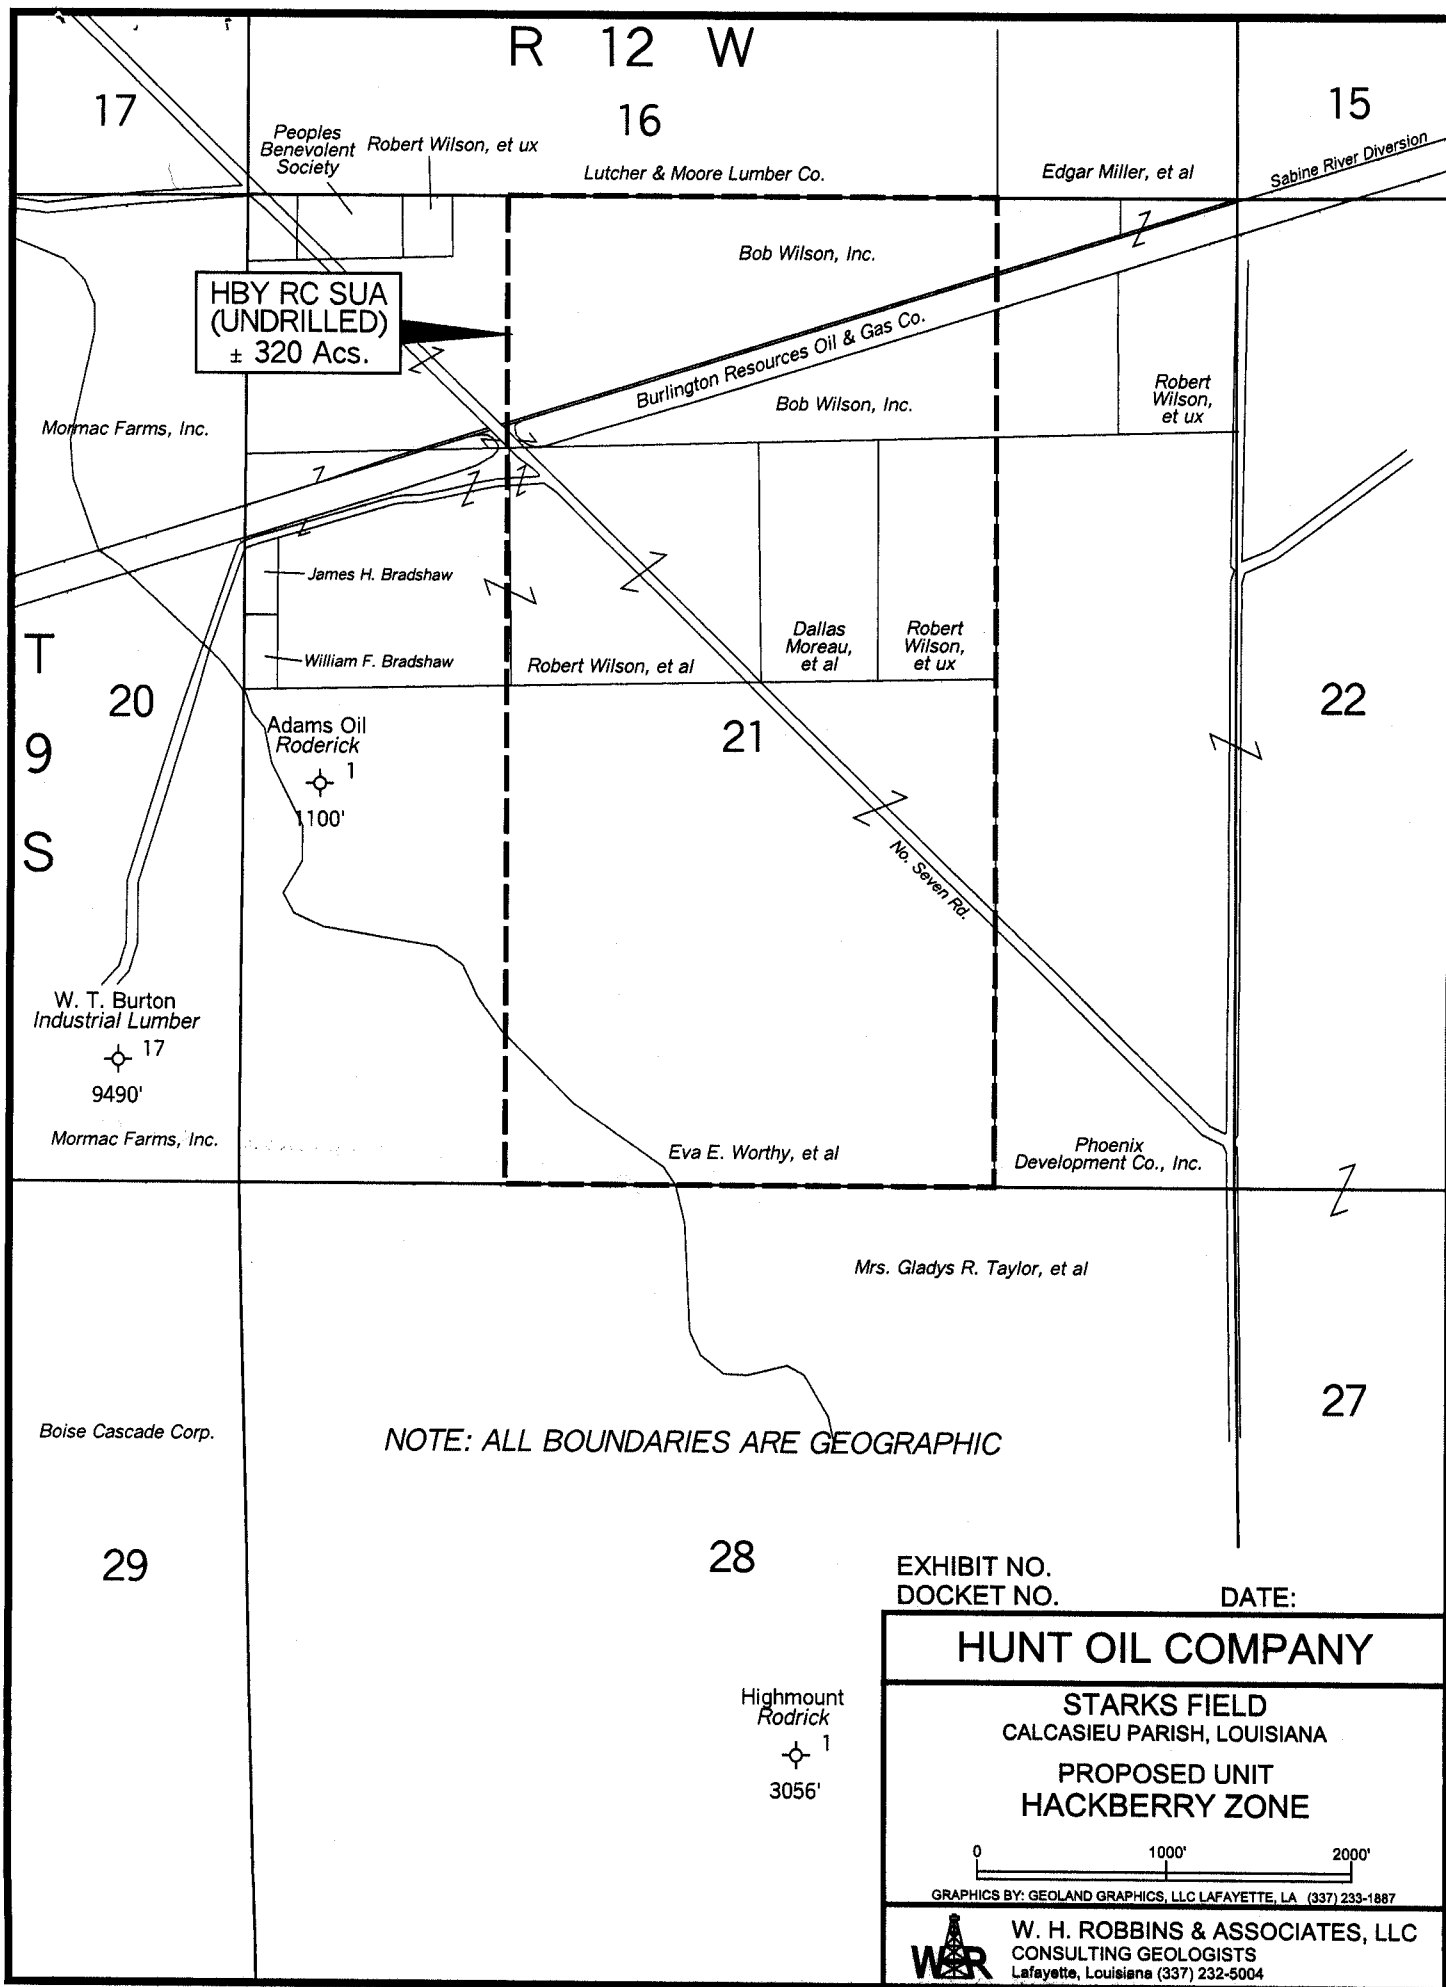 R 12 W
17
16
15
Peoples
Benevolent
Society
Robert Wilson, et ux
Lutcher & Moore Lumber Co.
Edgar Miller, et al
Sabine River Diversion
Bob Wilson, Inc.
HBY RC SUA
(UNDRILLED)
± 320 Acs.
Burlington Resources Oil & Gas Co.
Bob Wilson, Inc.
Robert
Wilson,
et ux
Mormac Farms, Inc.
James H. Bradshaw
William F. Bradshaw
Robert Wilson, et al
Dallas
Moreau,
et al
Robert
Wilson,
et ux
T
9
S
20
21
22
Adams Oil
Roderick
1
1100'
No. Seven Rd.
W. T. Burton
Industrial Lumber
17
9490'
Mormac Farms, Inc.
Eva E. Worthy, et al
Phoenix
Development Co., Inc.
Mrs. Gladys R. Taylor, et al
27
Boise Cascade Corp.
NOTE: ALL BOUNDARIES ARE GEOGRAPHIC
29
28
Highmount
Rodrick
1
3056'
EXHIBIT NO.
DOCKET NO. DATE:
HUNT OIL COMPANY
STARKS FIELD
CALCASIEU PARISH, LOUISIANA
PROPOSED UNIT
HACKBERRY ZONE
0 1000' 2000'
GRAPHICS BY: GEOLAND GRAPHICS, LLC LAFAYETTE, LA (337) 233-1887
W R
W. H. ROBBINS & ASSOCIATES, LLC
CONSULTING GEOLOGISTS
Lafayette, Louisiana (337) 232-5004